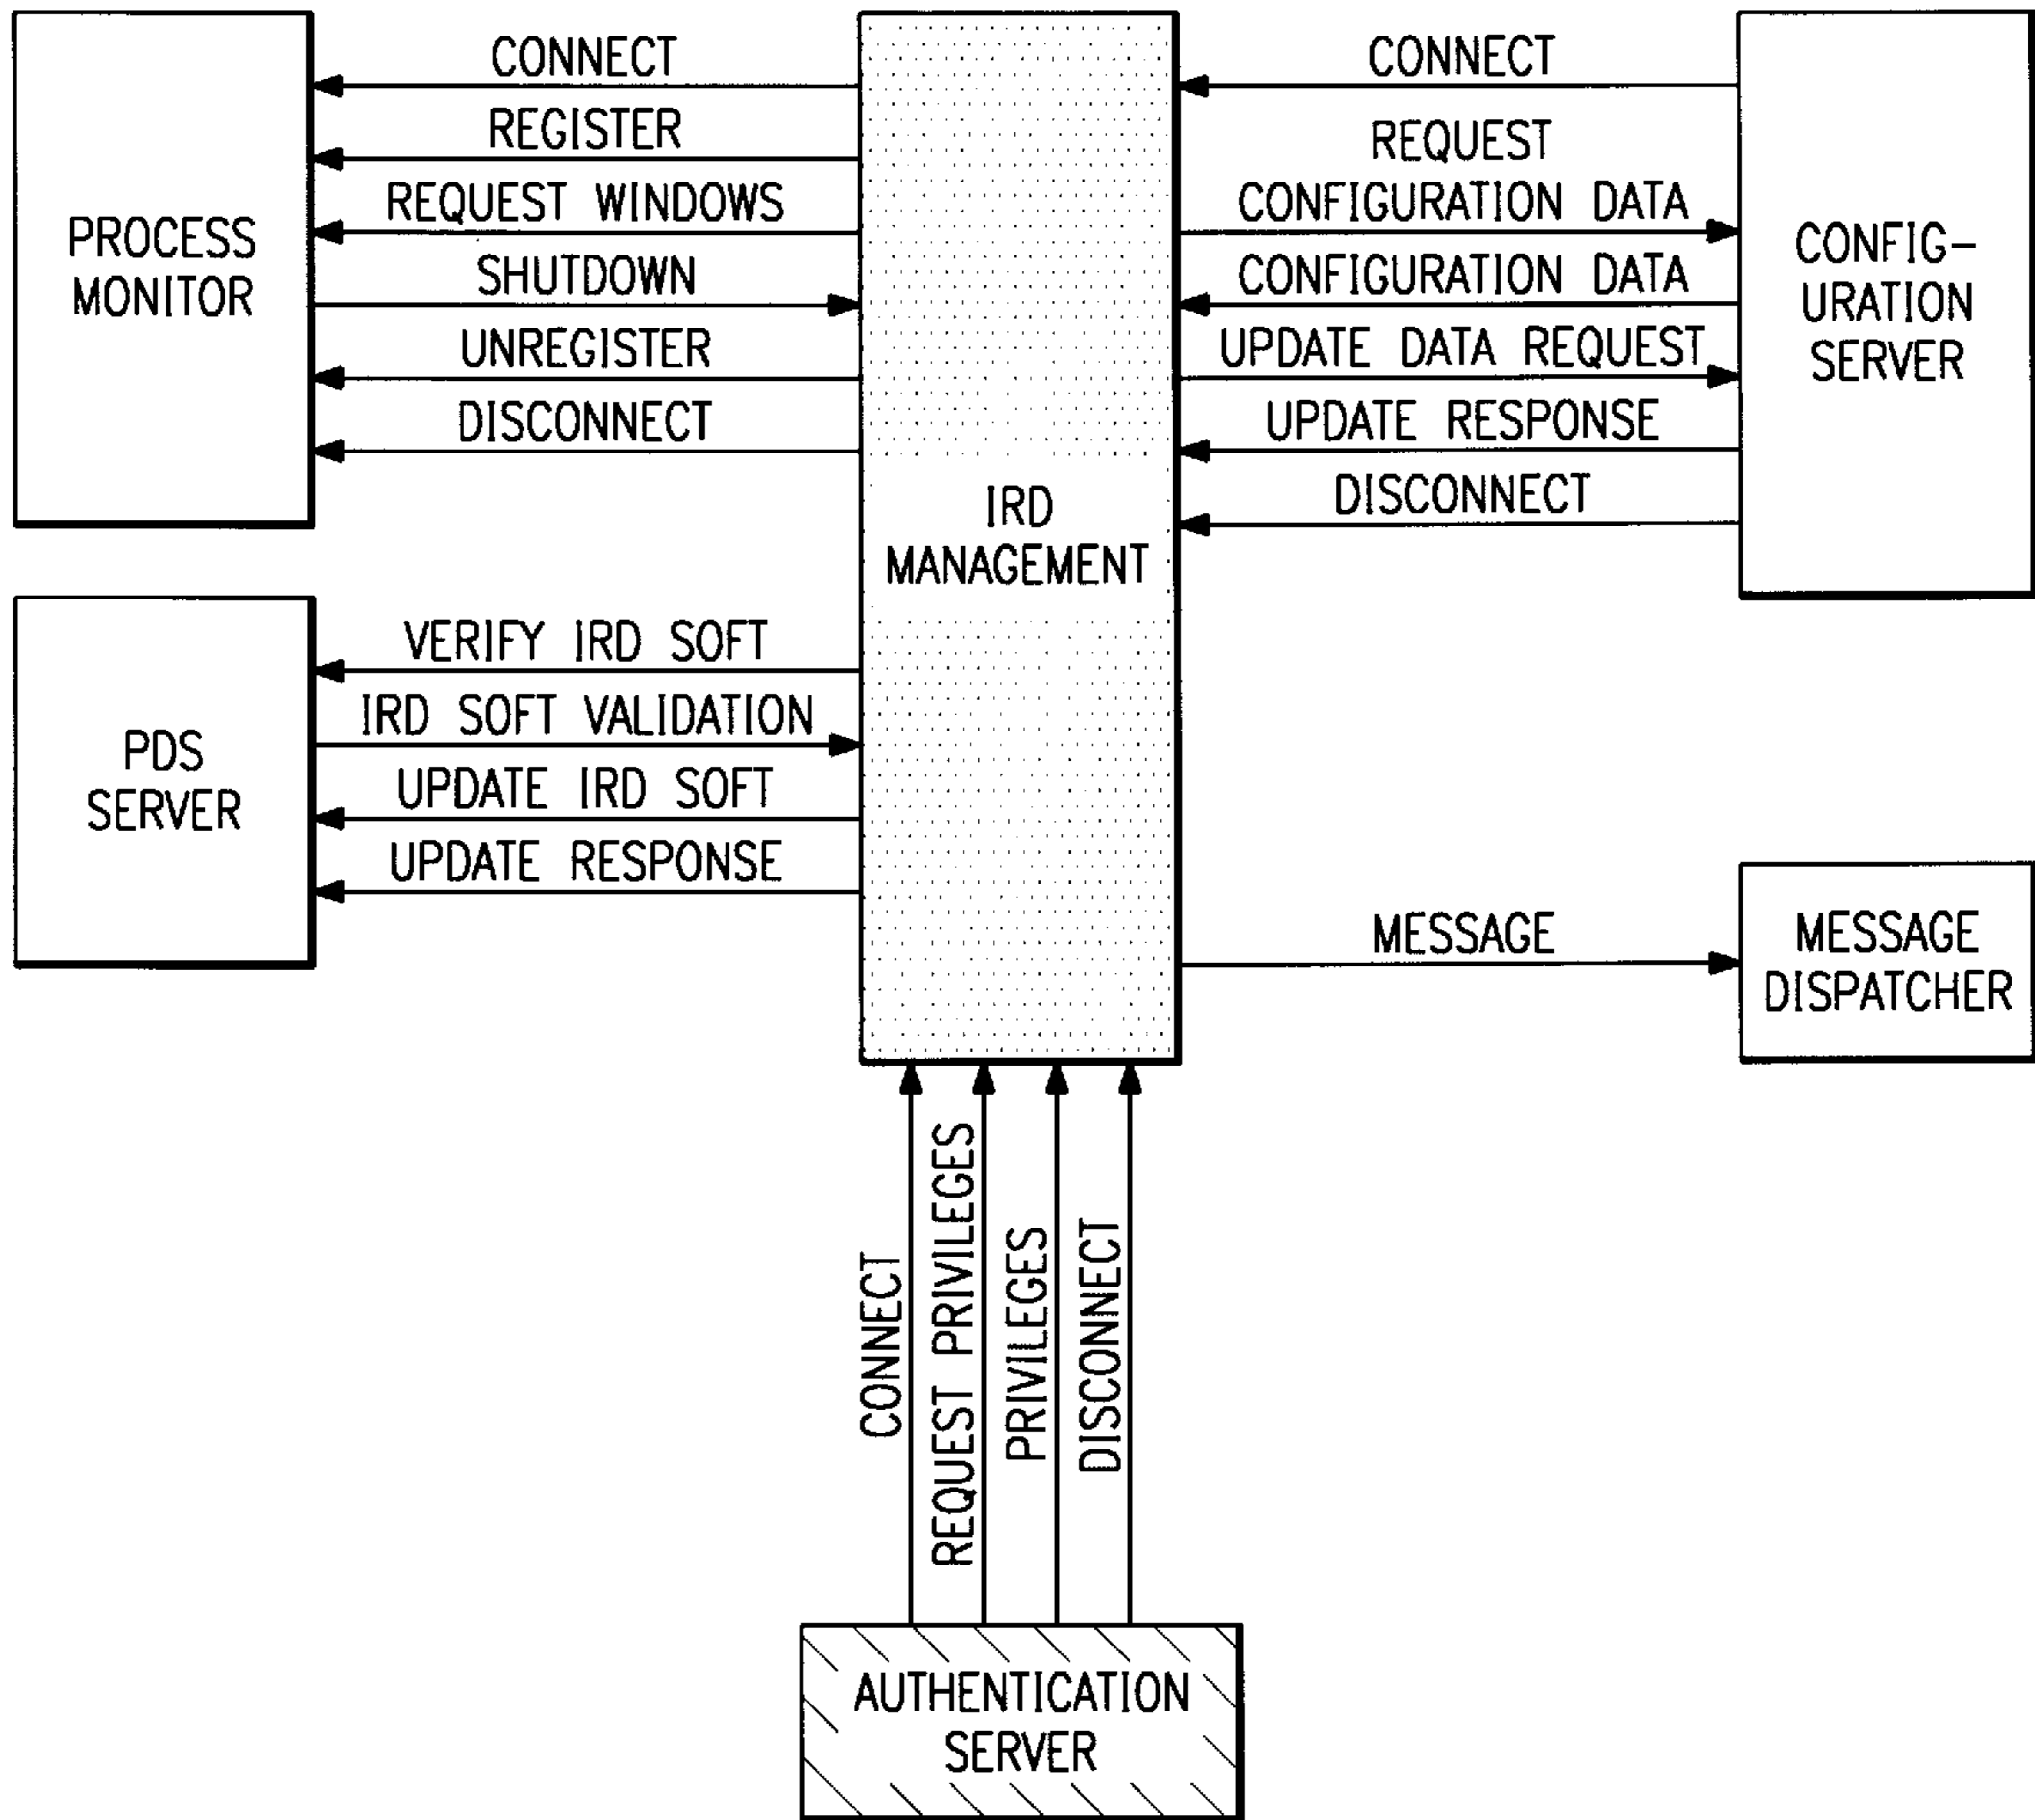 CONNECT
REGISTER
REQUEST WINDOWS
SHUTDOWN
UNREGISTER
DISCONNECT
PROCESS
MONITOR
CONNECT
REQUEST
CONFIGURATION DATA
CONFIGURATION DATA
UPDATE DATA REQUEST
UPDATE RESPONSE
DISCONNECT
CONFIG-
URATION
SERVER
IRD
MANAGEMENT
VERIFY IRD SOFT
IRD SOFT VALIDATION
UPDATE IRD SOFT
UPDATE RESPONSE
PDS
SERVER
MESSAGE
MESSAGE
DISPATCHER
CONNECT
REQUEST PRIVILEGES
PRIVILEGES
DISCONNECT
AUTHENTICATION
SERVER